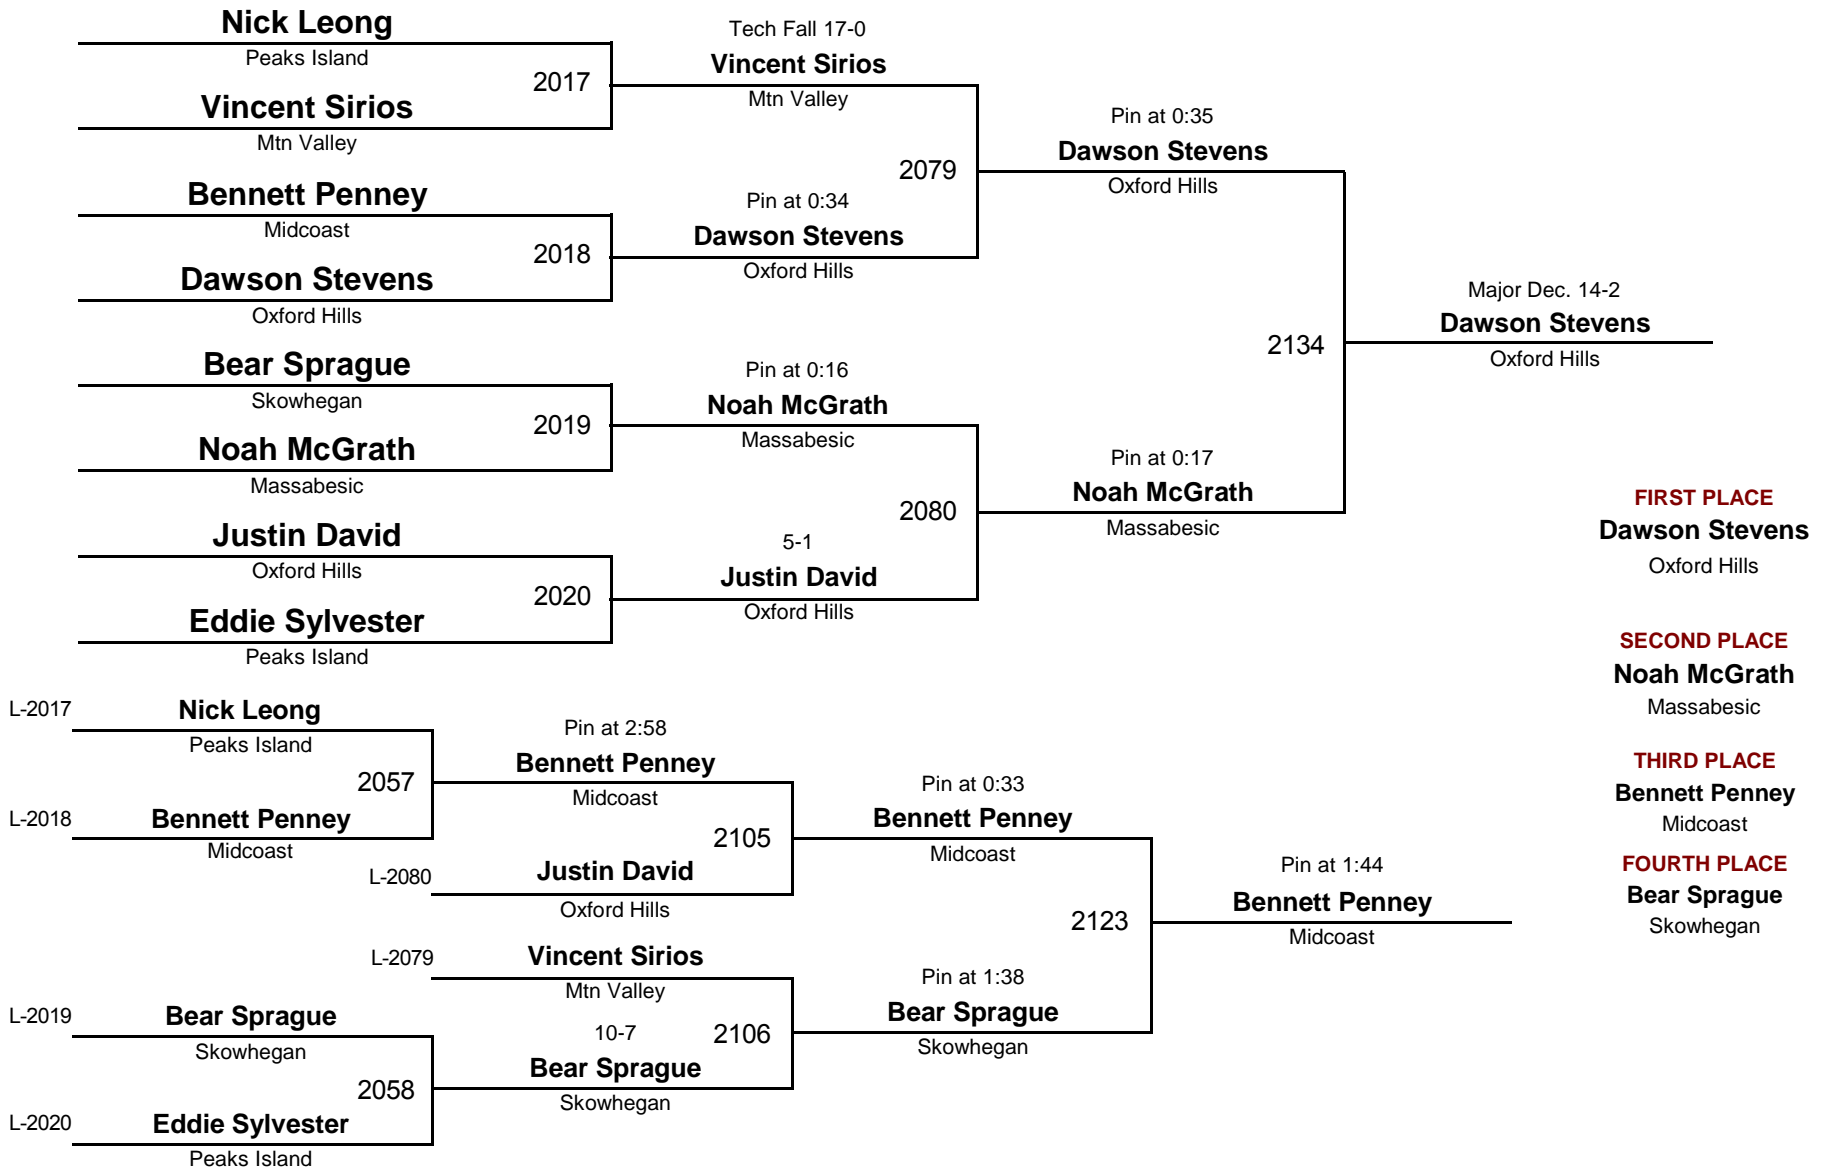 Nick Leong
Peaks Island
2017
Vincent Sirios
Mtn Valley
Bennett Penney
Midcoast
2018
Dawson Stevens
Oxford Hills
Bear Sprague
Skowhegan
2019
Noah McGrath
Massabesic
Justin David
Oxford Hills
2020
Eddie Sylvester
Peaks Island
Tech Fall 17-0
Vincent Sirios
Mtn Valley
2079
Pin at 0:34
Dawson Stevens
Oxford Hills
Pin at 0:16
Noah McGrath
Massabesic
2080
5-1
Justin David
Oxford Hills
Pin at 0:35
Dawson Stevens
Oxford Hills
2134
Pin at 0:17
Noah McGrath
Massabesic
Major Dec. 14-2
Dawson Stevens
Oxford Hills
FIRST PLACE
Dawson Stevens
Oxford Hills
SECOND PLACE
Noah McGrath
Massabesic
THIRD PLACE
Bennett Penney
Midcoast
FOURTH PLACE
Bear Sprague
Skowhegan
L-2017
Nick Leong
Peaks Island
2057
L-2018
Bennett Penney
Midcoast
Pin at 2:58
Bennett Penney
Midcoast
2105
L-2080
Justin David
Oxford Hills
L-2079
Vincent Sirios
Mtn Valley
2106
10-7
Bear Sprague
Skowhegan
L-2019
Bear Sprague
Skowhegan
2058
L-2020
Eddie Sylvester
Peaks Island
Pin at 0:33
Bennett Penney
Midcoast
2123
Pin at 1:38
Bear Sprague
Skowhegan
Pin at 1:44
Bennett Penney
Midcoast